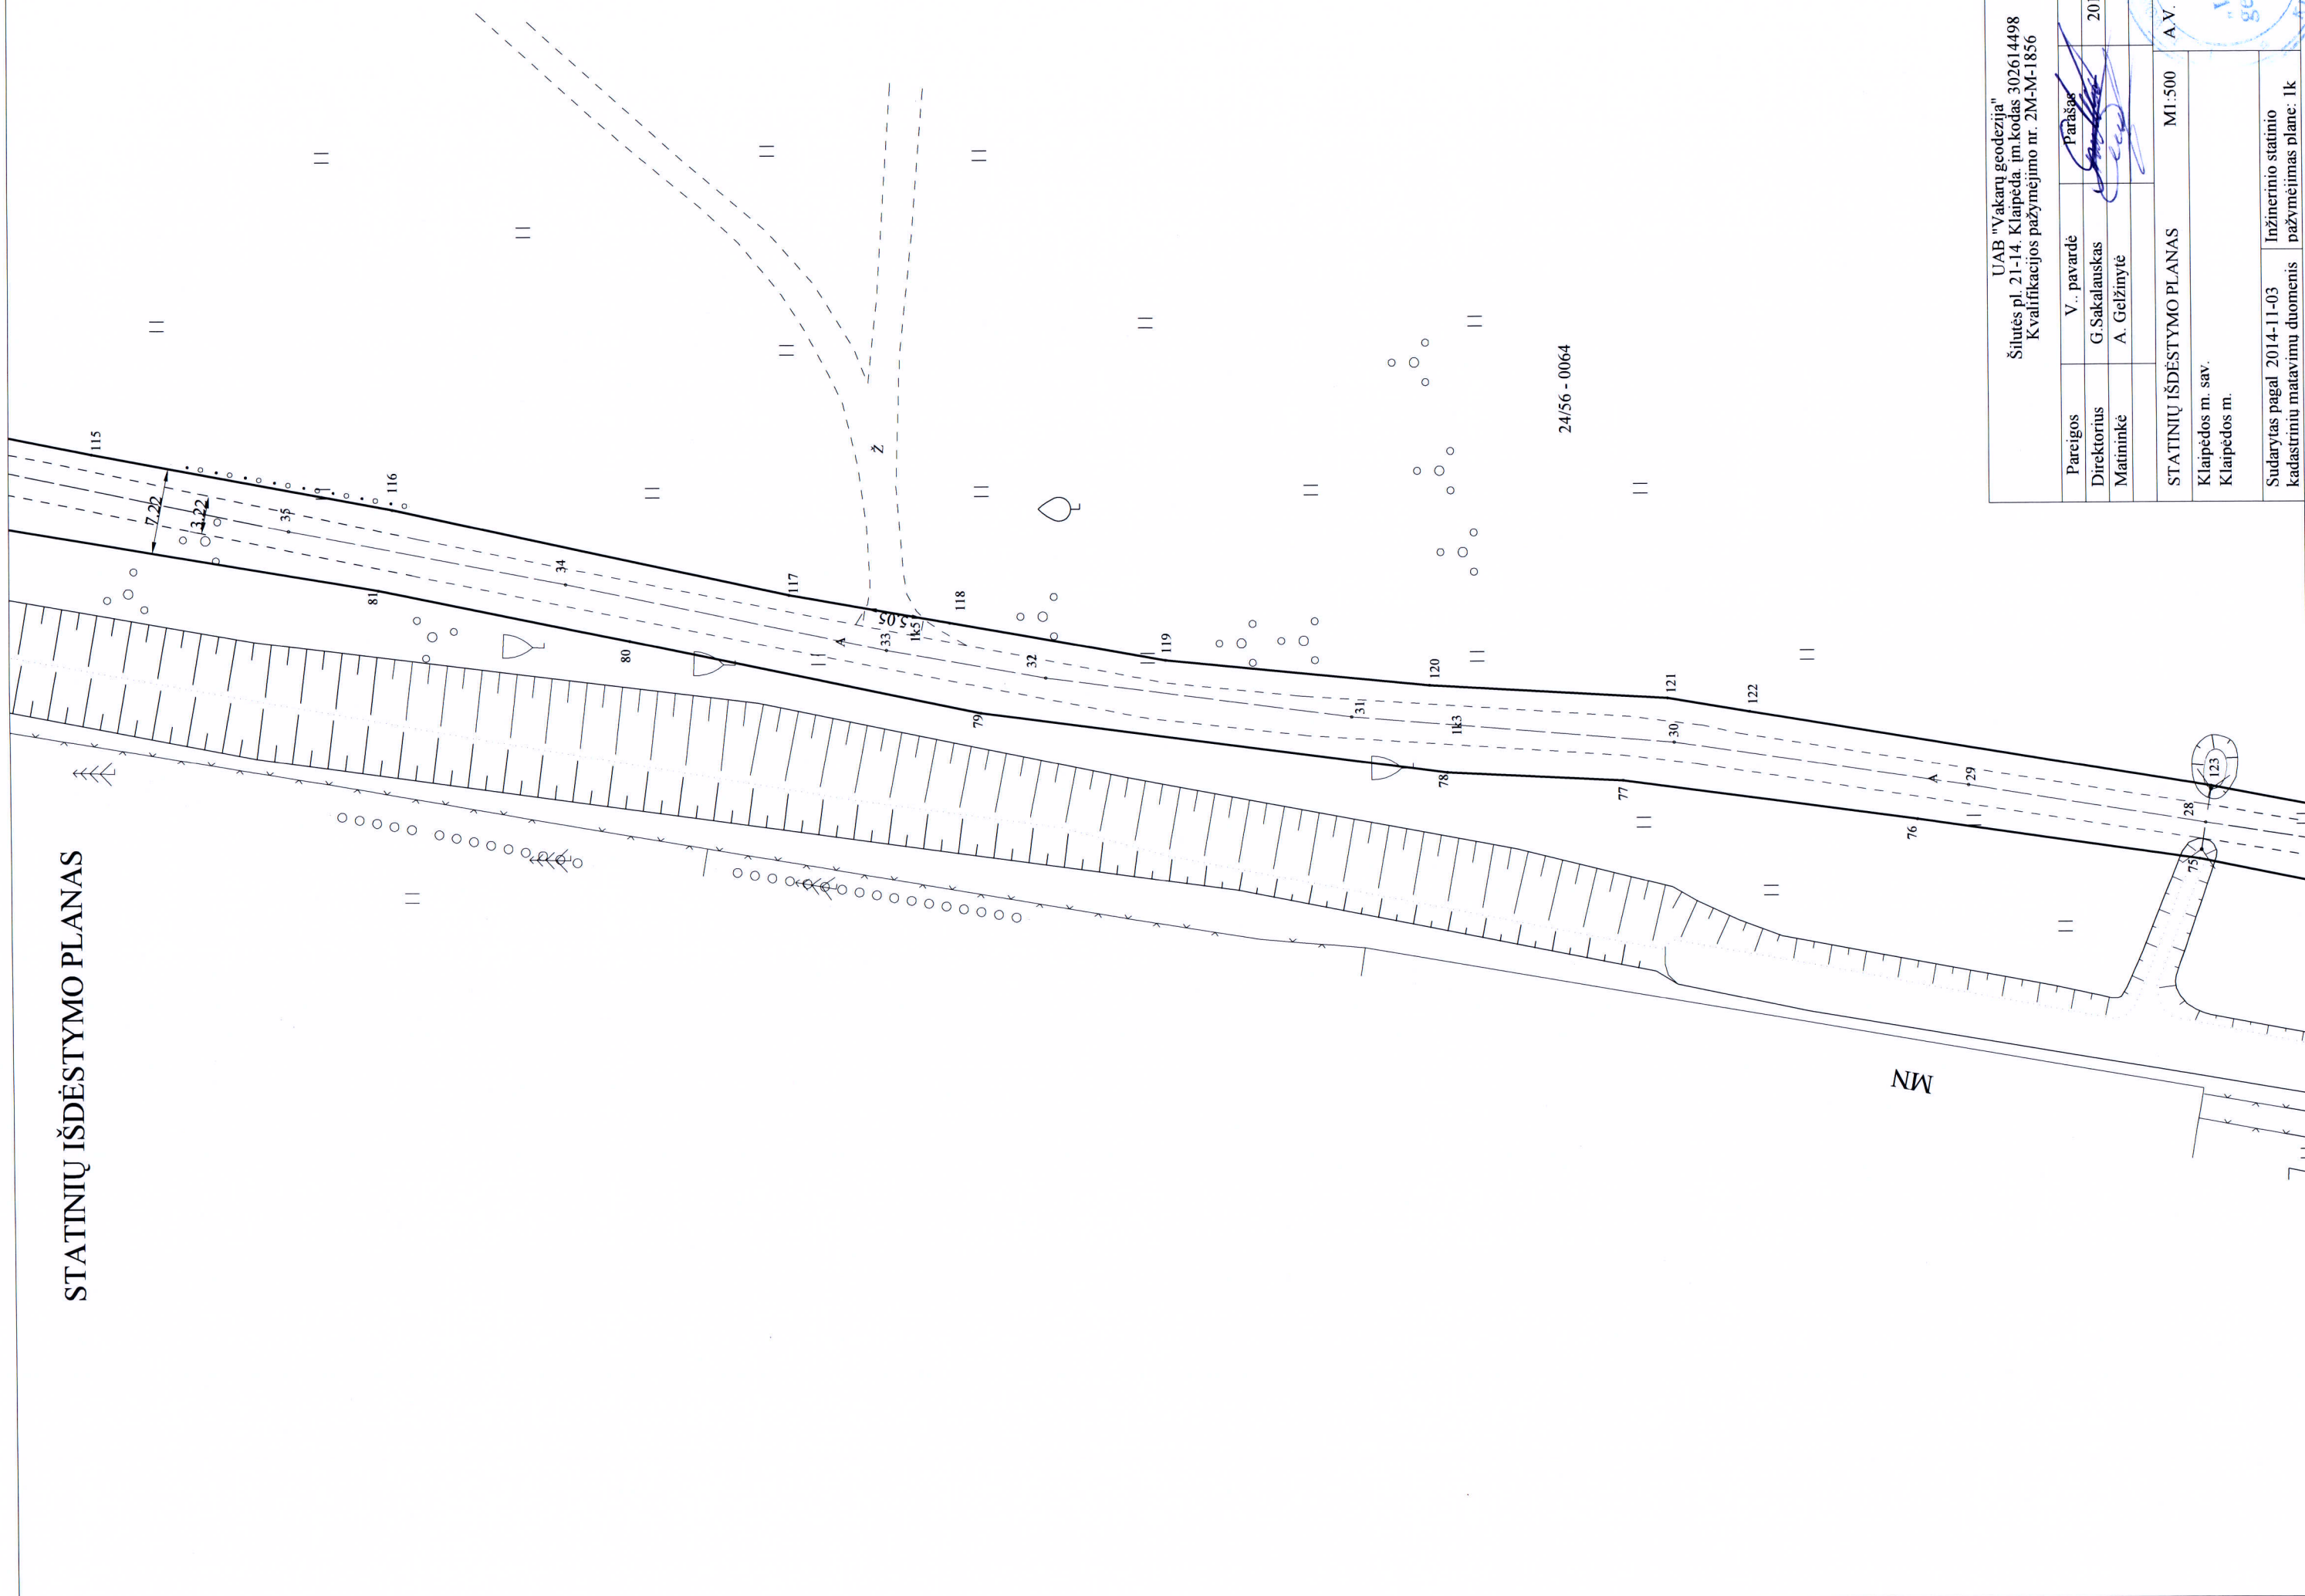 STATINIŲ IŠDĖSTYMO PLANAS
115
7.22
3.22
35
116
34
81
117
80
Ž
A
5.05
33
1k5
118
32
79
119
31
120
1k3
78
24/56 - 0064
121
30
77
122
A
29
76
MN
28
75
123
UAB "Vakarų geodezija"
Šilutės pl. 21-14. Klaipėda. įm.kodas 302614498
Kvalifikacijos pažymėjimo nr. 2M-M-1856
Pareigos V.. pavardė Parašas
Direktorius G.Sakalauskas 201
Matininkė A. Gelžinytė
STATINIŲ IŠDĖSTYMO PLANAS M1:500 A.V.
Klaipėdos m. sav.
Klaipėdos m.
Sudarytas pagal 2014-11-03
kadastrinių matavimų duomenis
Inžinerinio statinio
pažymėjimas plane: 1k